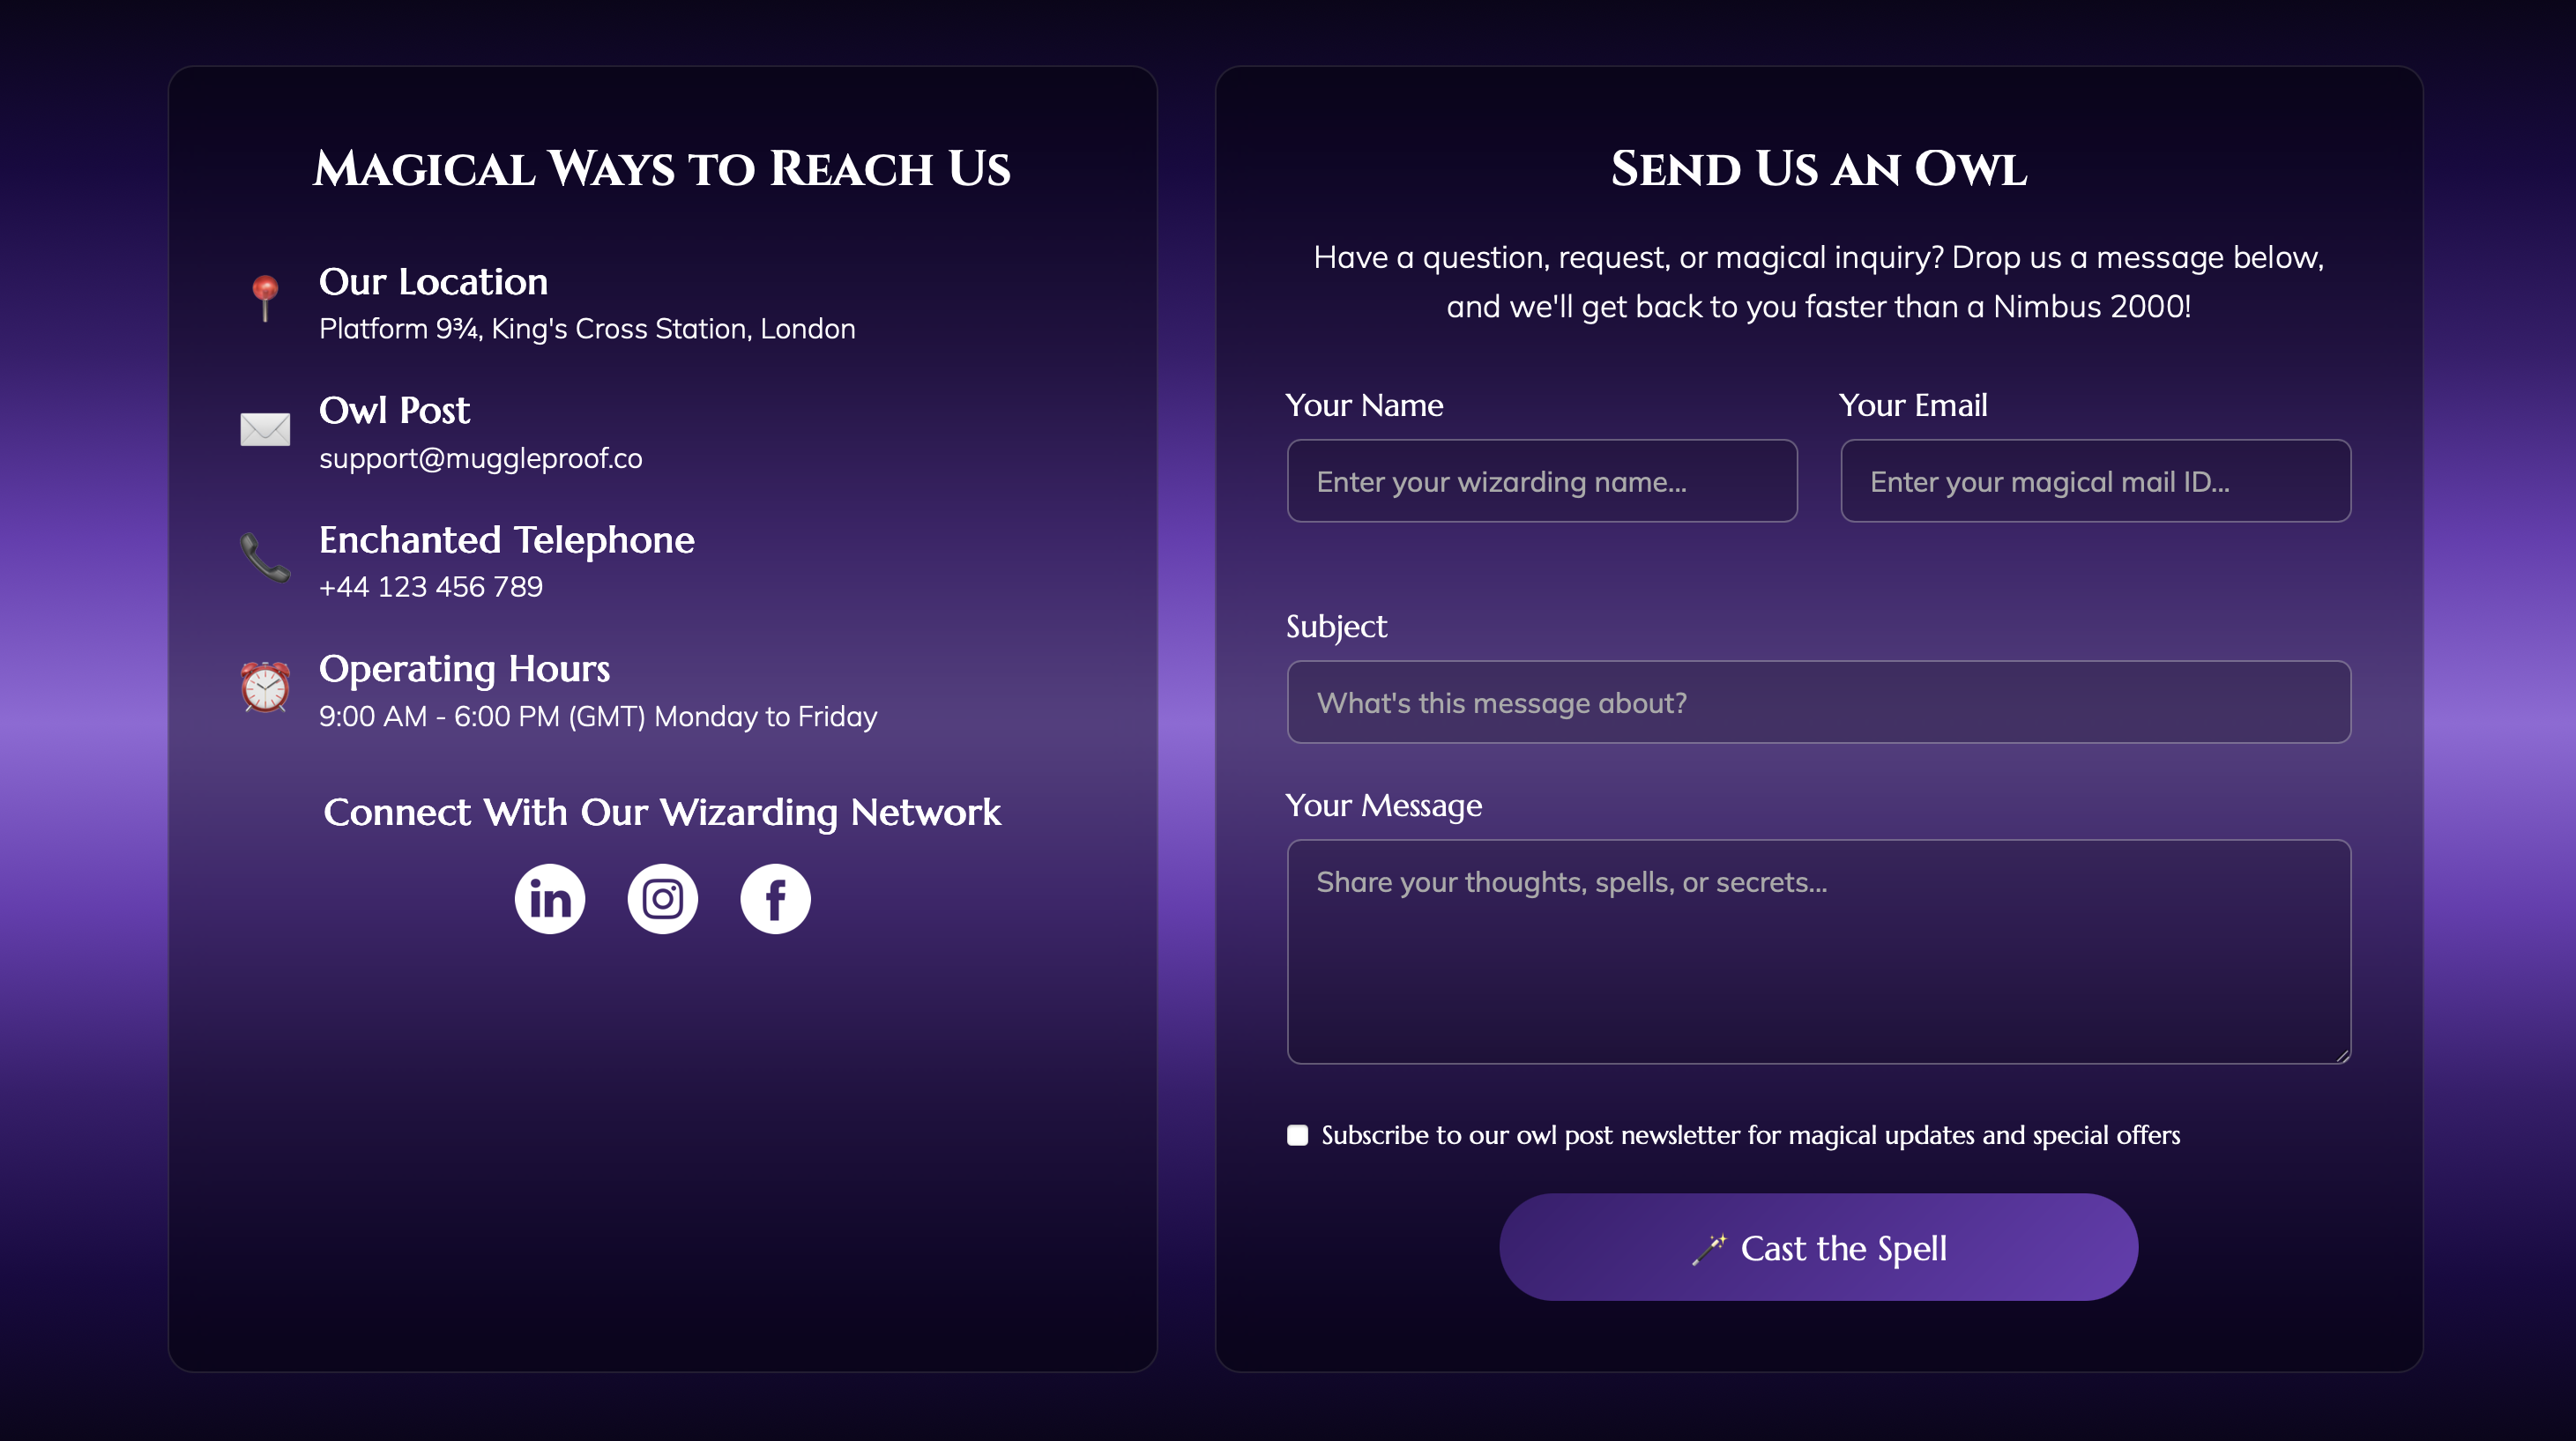 Magical Ways to Reach Us
Our Location
Platform 9¾, King's Cross Station, London
Owl Post
support@muggleproof.co
Enchanted Telephone
+44 123 456 789
Operating Hours
9:00 AM - 6:00 PM (GMT) Monday to Friday
Connect With Our Wizarding Network
in
f
Send Us an Owl
Have a question, request, or magical inquiry? Drop us a message below,
and we'll get back to you faster than a Nimbus 2000!
Your Name
Enter your wizarding name...
Your Email
Enter your magical mail ID...
Subject
What's this message about?
Your Message
Share your thoughts, spells, or secrets...
Subscribe to our owl post newsletter for magical updates and special offers
Cast the Spell